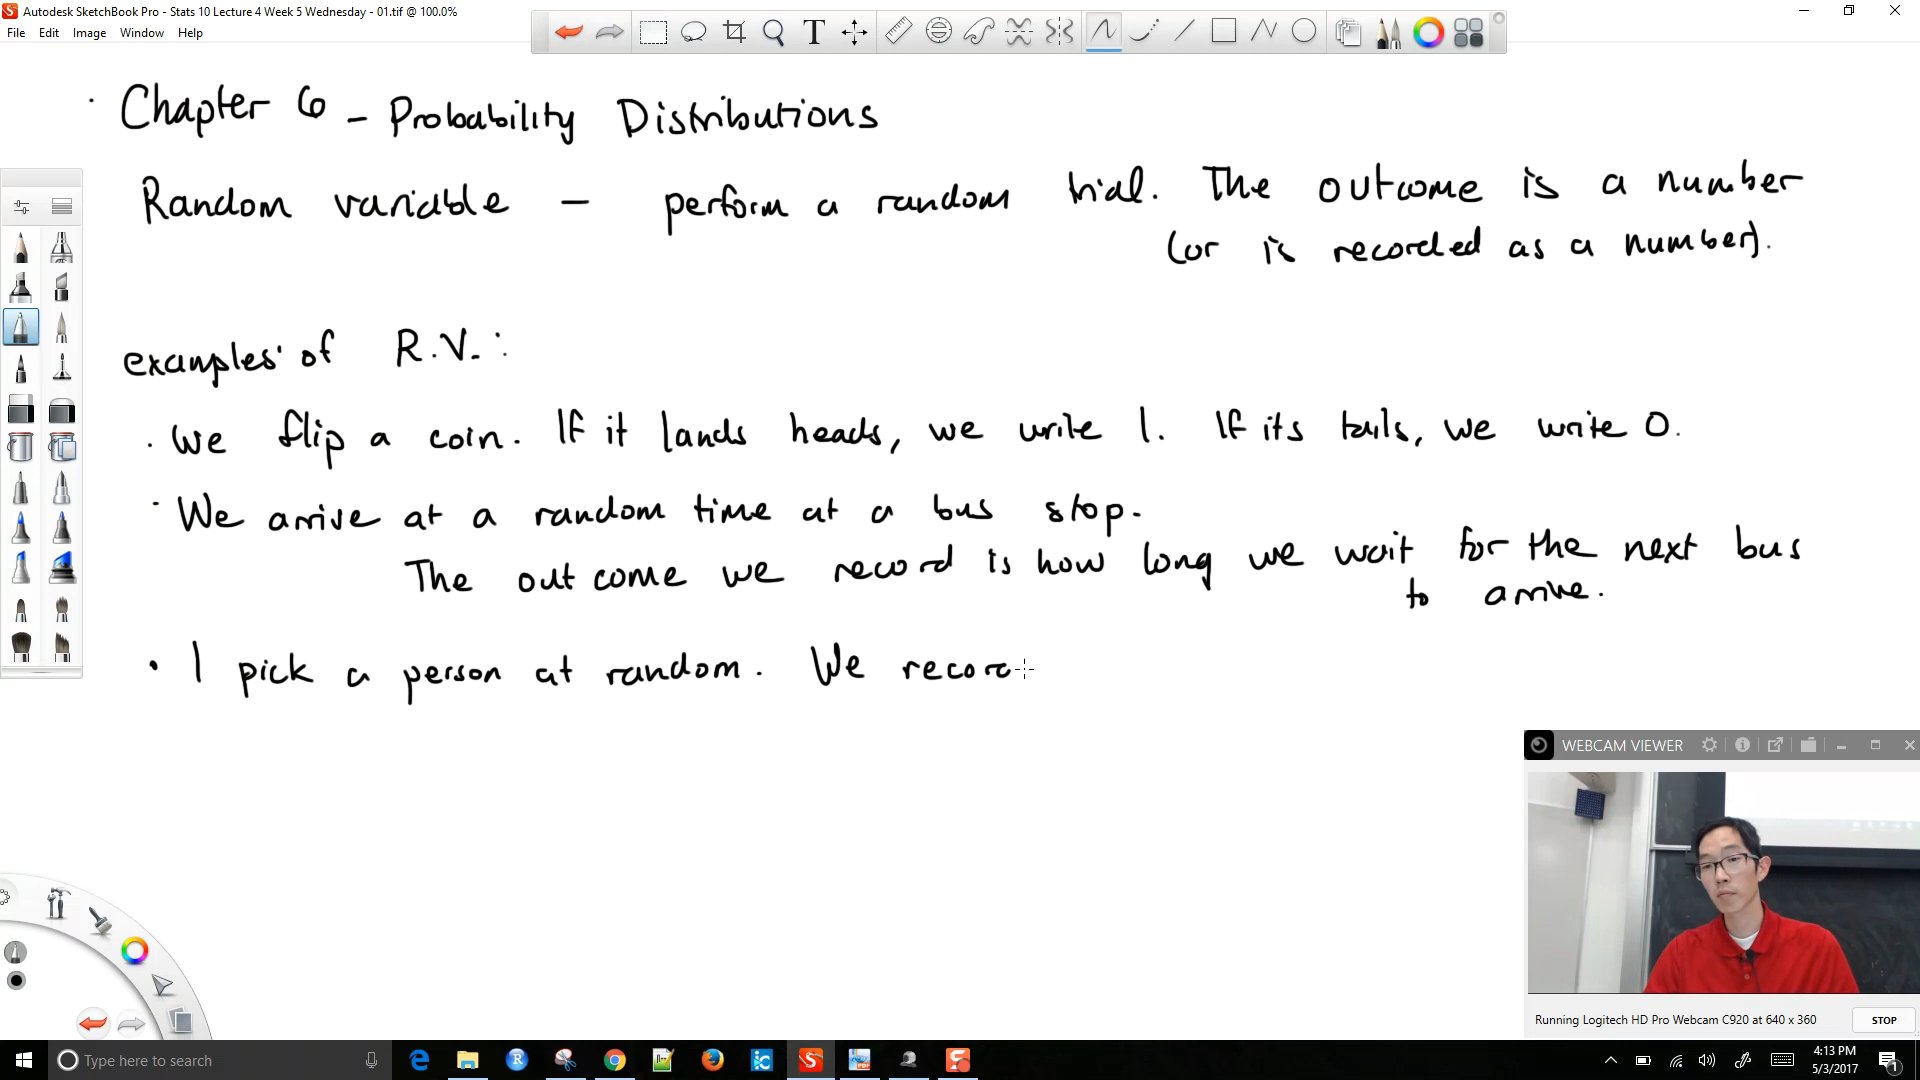 Autodesk SketchBook Pro - Stats 10 Lecture 4 Week 5 Wednesday - 01.tif @ 100.0%
File Edit Image Window Help
Chapter 6 - Probability Distributions
Random variable - perform a random trial. The outcome is a number
(or is recorded as a number).
examples of R.V.:
· We flip a coin. If it lands heads, we write 1. If its tails, we write 0.
· We arrive at a random time at a bus stop.
The outcome we record is how long we wait for the next bus
to arrive.
· I pick a person at random. We recor
WEBCAM VIEWER
Running Logitech HD Pro Webcam C920 at 640 x 360
STOP
Type here to search
4:13 PM
5/3/2017